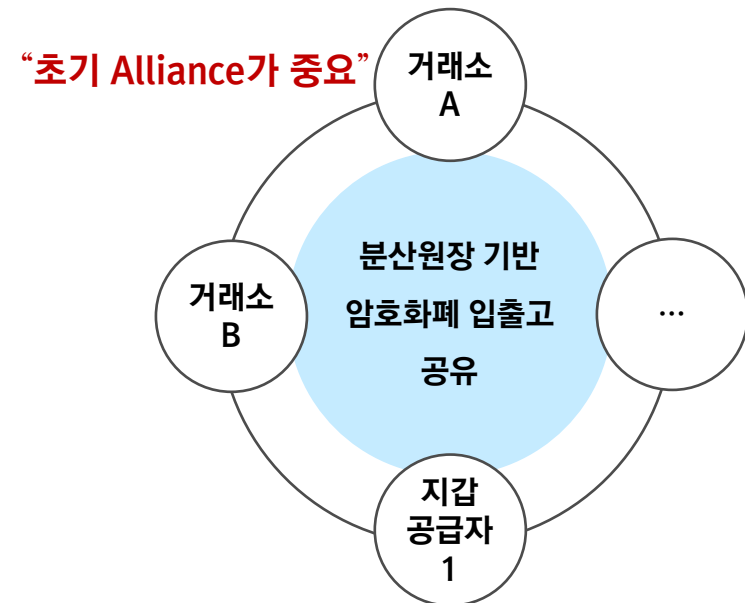 “초기 Alliance가 중요”
거래소
A
분산원장 기반
암호화폐 입출고
공유
거래소
B
…
지갑
공급자
1